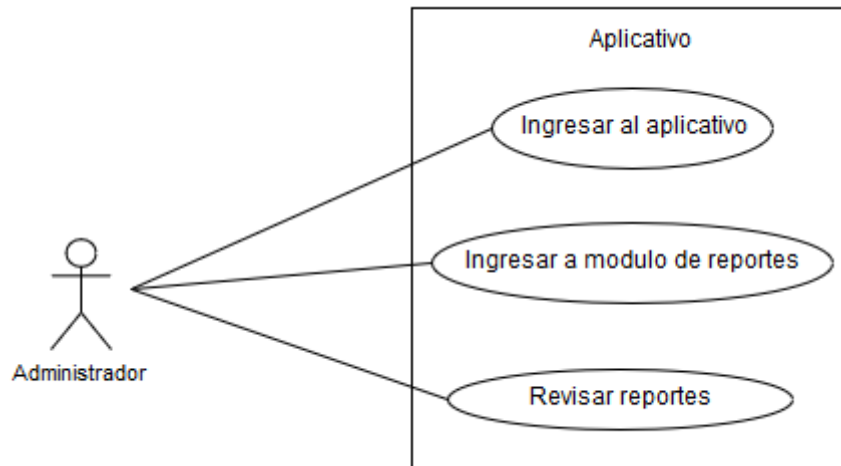 Aplicativo
Ingresar al aplicativo
Ingresar a modulo de reportes
Administrador
Revisar reportes